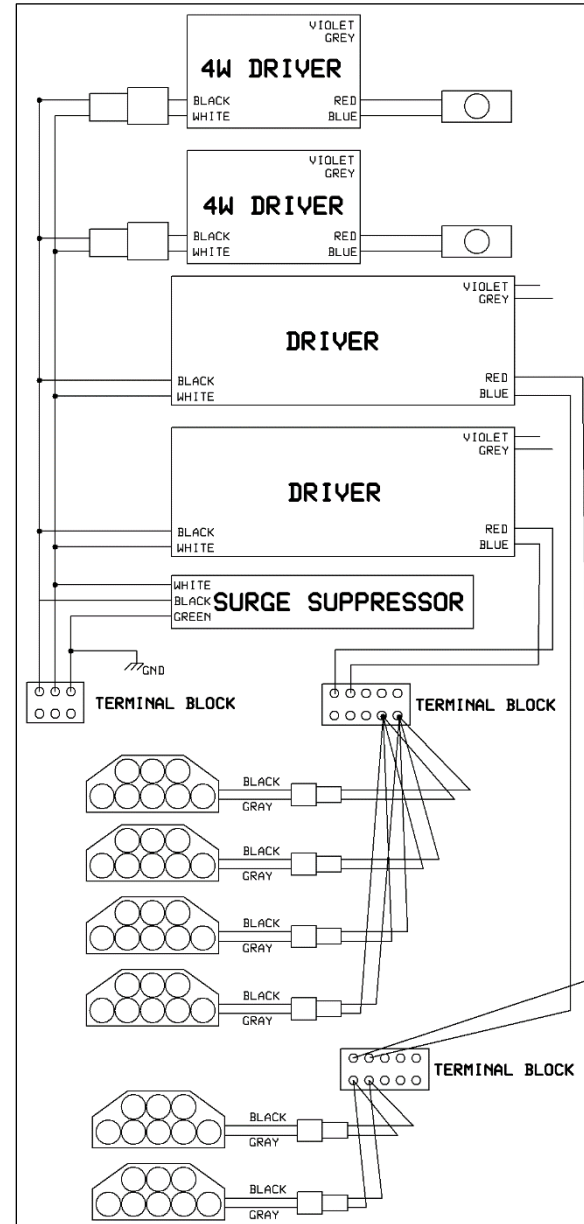 VIOLET
GREY
4W DRIVER
BLACK
RED
WHITE
BLUE
VIOLET
GREY
4W DRIVER
BLACK
RED
WHITE
BLUE
VIOLET
GREY
DRIVER
RED
BLACK
BLUE
WHITE
VIOLET
GREY
DRIVER
RED
BLACK
BLUE
WHITE
WHITE
BLACK
SURGE SUPPRESSOR
GREEN
GND
TERMINAL BLOCK
TERMINAL BLOCK
BLACK
GRAY
BLACK
GRAY
BLACK
GRAY
BLACK
GRAY
TERMINAL BLOCK
BLACK
GRAY
BLACK
GRAY